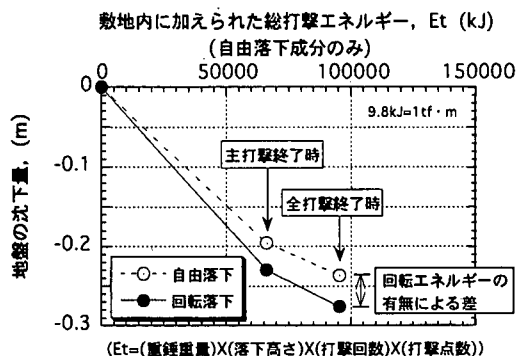 敷地内に加えられた総打撃エネルギー, Et (kJ)
(自由落下成分のみ)
0 50000 100000 150000
0
9.8kJ=1tf・m
-0.1
主打撃終了時
全打撃終了時
地盤の沈下量, (m)
-0.2
自由落下
回転落下
回転エネルギーの
有無による差
-0.3
(Et=(重錘重量)X(落下高さ)X(打撃回数)X(打撃点数))